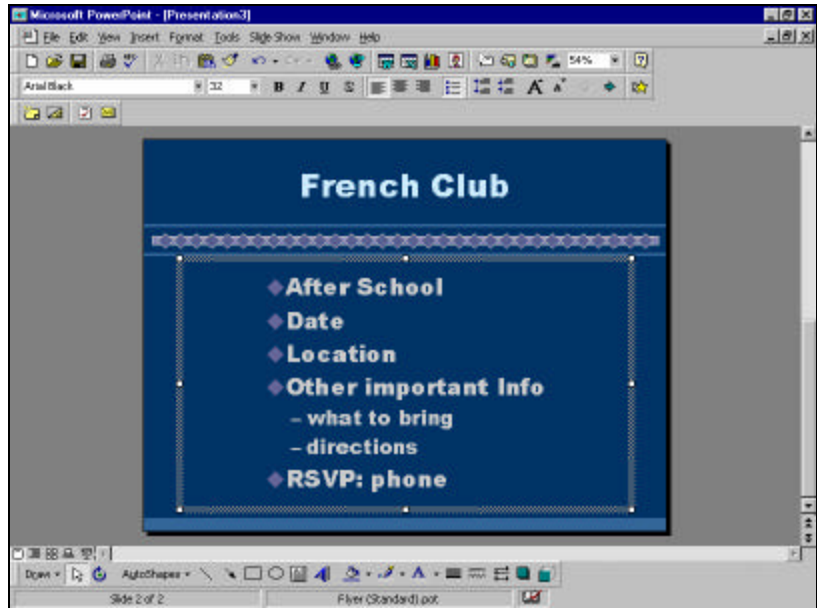 Microsoft PowerPoint - [Presentation3]
File Edit View Insert Format Tools Slide Show Window Help
54%
Arial Black 32 B I U S A A
French Club
After School
Date
Location
Other important Info
– what to bring
– directions
RSVP: phone
Draw AutoShapes A
Slide 2 of 2 Flyer (Standard).pot